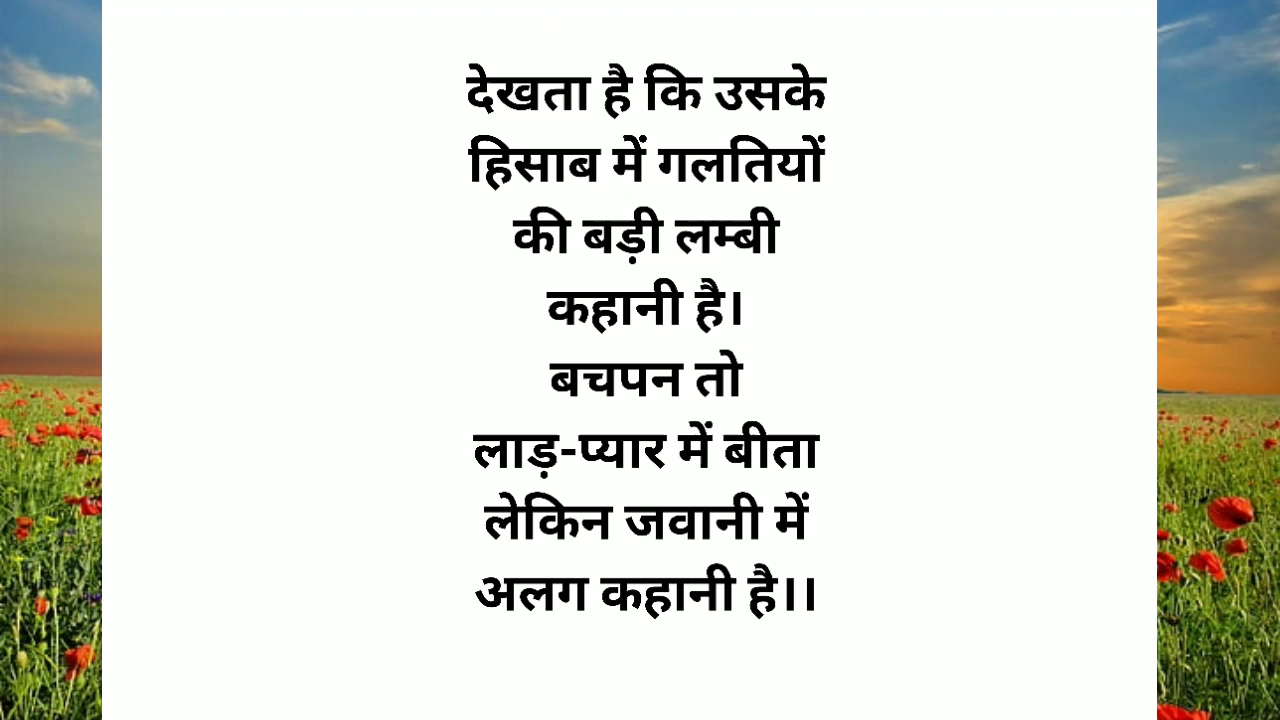 देखता है कि उसके
हिसाब में गलतियों
की बड़ी लम्बी
कहानी है।
बचपन तो
लाड़-प्यार में बीता
लेकिन जवानी में
अलग कहानी है।।